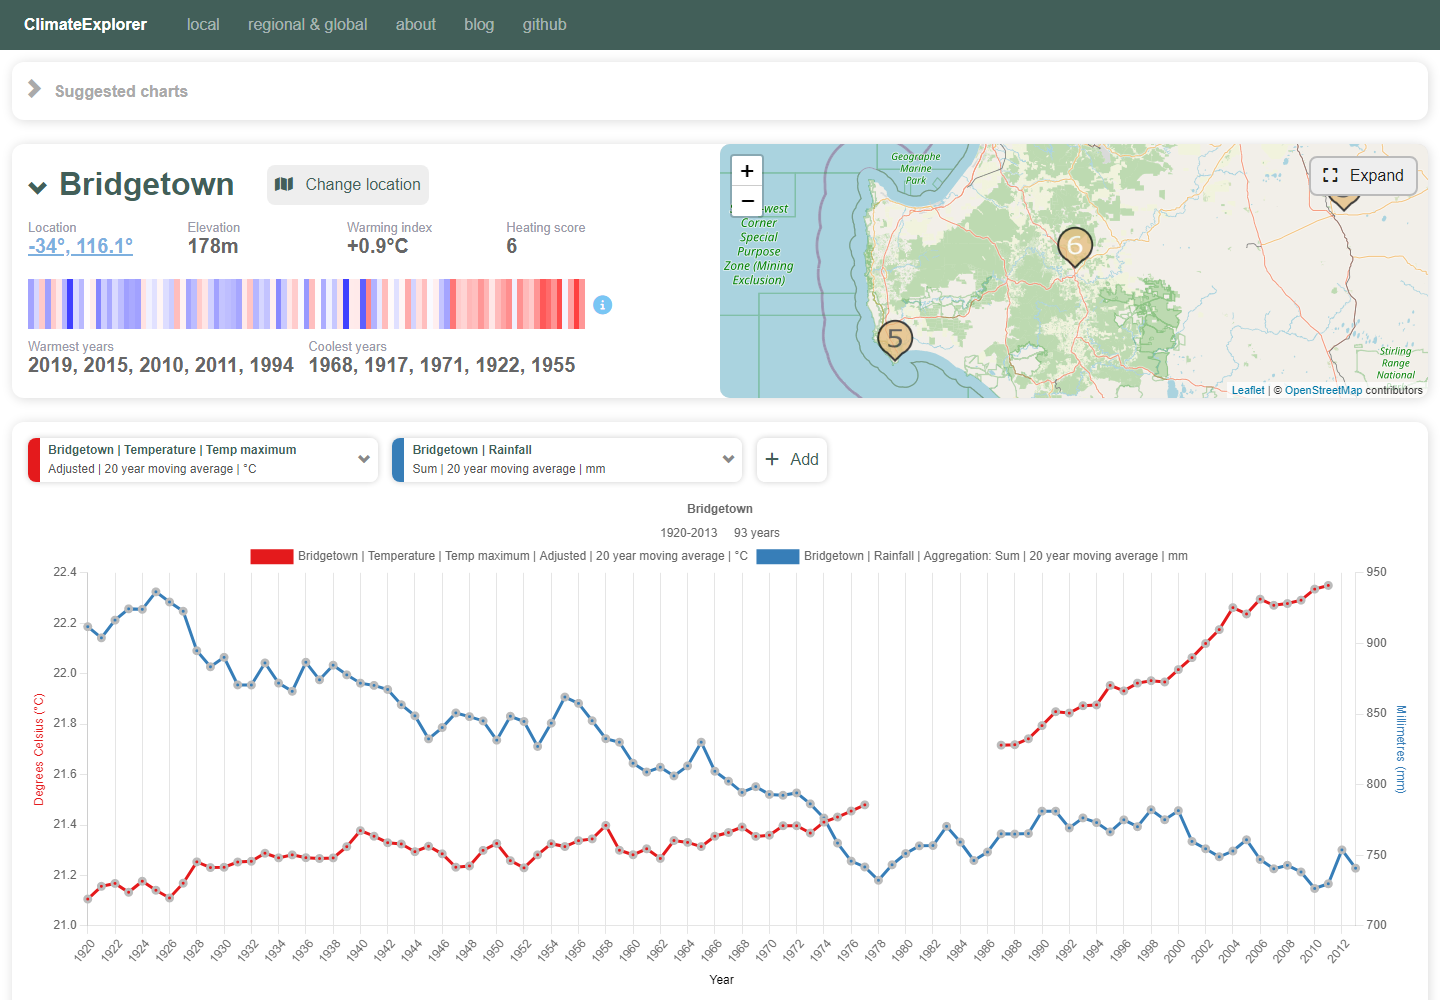 ClimateExplorer local regional & global about blog github
Suggested charts
Bridgetown Change location
Location Elevation Warming index Heating score
-34°, 116.1° 178m +0.9°C 6
Warmest years Coolest years
2019, 2015, 2010, 2011, 1994 1968, 1917, 1971, 1922, 1955
+
−
Geographe
Marine
Park
Expand
Corner
Special
Purpose
Zone (Mining
Exclusion)
6
5
Stirling
Range
National
Leaflet | © OpenStreetMap contributors
Bridgetown | Temperature | Temp maximum
Adjusted | 20 year moving average | °C
Bridgetown | Rainfall
Sum | 20 year moving average | mm
+ Add
Bridgetown
1920-2013 93 years
Bridgetown | Temperature | Temp maximum | Adjusted | 20 year moving average | °C
Bridgetown | Rainfall | Aggregation: Sum | 20 year moving average | mm
22.4
22.2
22.0
21.8
21.6
21.4
21.2
21.0
Degrees Celsius (°C)
950
900
850
800
750
700
Millimetres (mm)
1920 1922 1924 1926 1928 1930 1932 1934 1936 1938 1940 1942 1944 1946 1948 1950 1952 1954 1956 1958 1960 1962 1964 1966 1968 1970 1972 1974 1976 1978 1980 1982 1984 1986 1988 1990 1992 1994 1996 1998 2000 2002 2004 2006 2008 2010 2012
Year